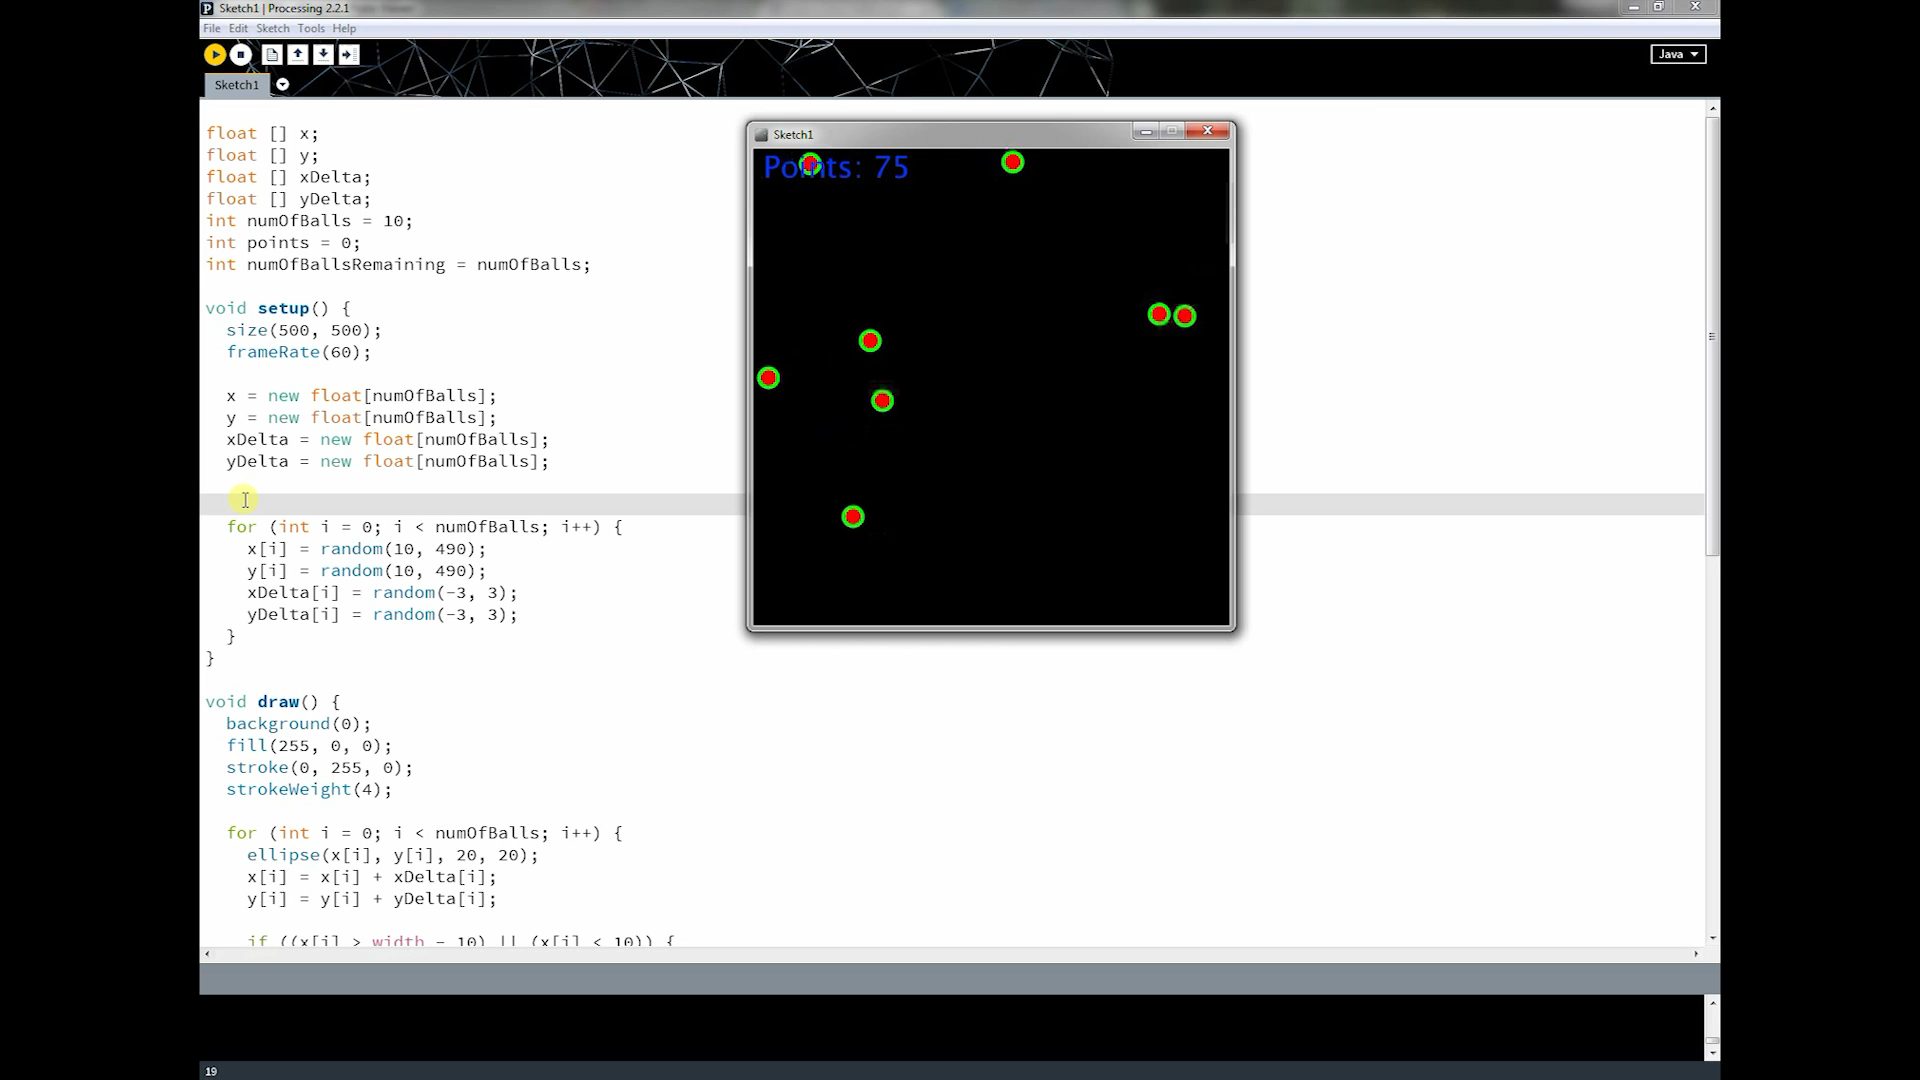 Sketch1 | Processing 2.2.1
File Edit Sketch Tools Help
Java
Sketch1
float [] x;
float [] y;
float [] xDelta;
float [] yDelta;
int numOfBalls = 10;
int points = 0;
int numOfBallsRemaining = numOfBalls;
void setup() {
size(500, 500);
frameRate(60);
x = new float[numOfBalls];
y = new float[numOfBalls];
xDelta = new float[numOfBalls];
yDelta = new float[numOfBalls];
for (int i = 0; i < numOfBalls; i++) {
x[i] = random(10, 490);
y[i] = random(10, 490);
xDelta[i] = random(-3, 3);
yDelta[i] = random(-3, 3);
}
}
void draw() {
background(0);
fill(255, 0, 0);
stroke(0, 255, 0);
strokeWeight(4);
for (int i = 0; i < numOfBalls; i++) {
ellipse(x[i], y[i], 20, 20);
x[i] = x[i] + xDelta[i];
y[i] = y[i] + yDelta[i];
if ((x[i] > width - 10) || (x[i] < 10)) {
Sketch1
Points: 75
19